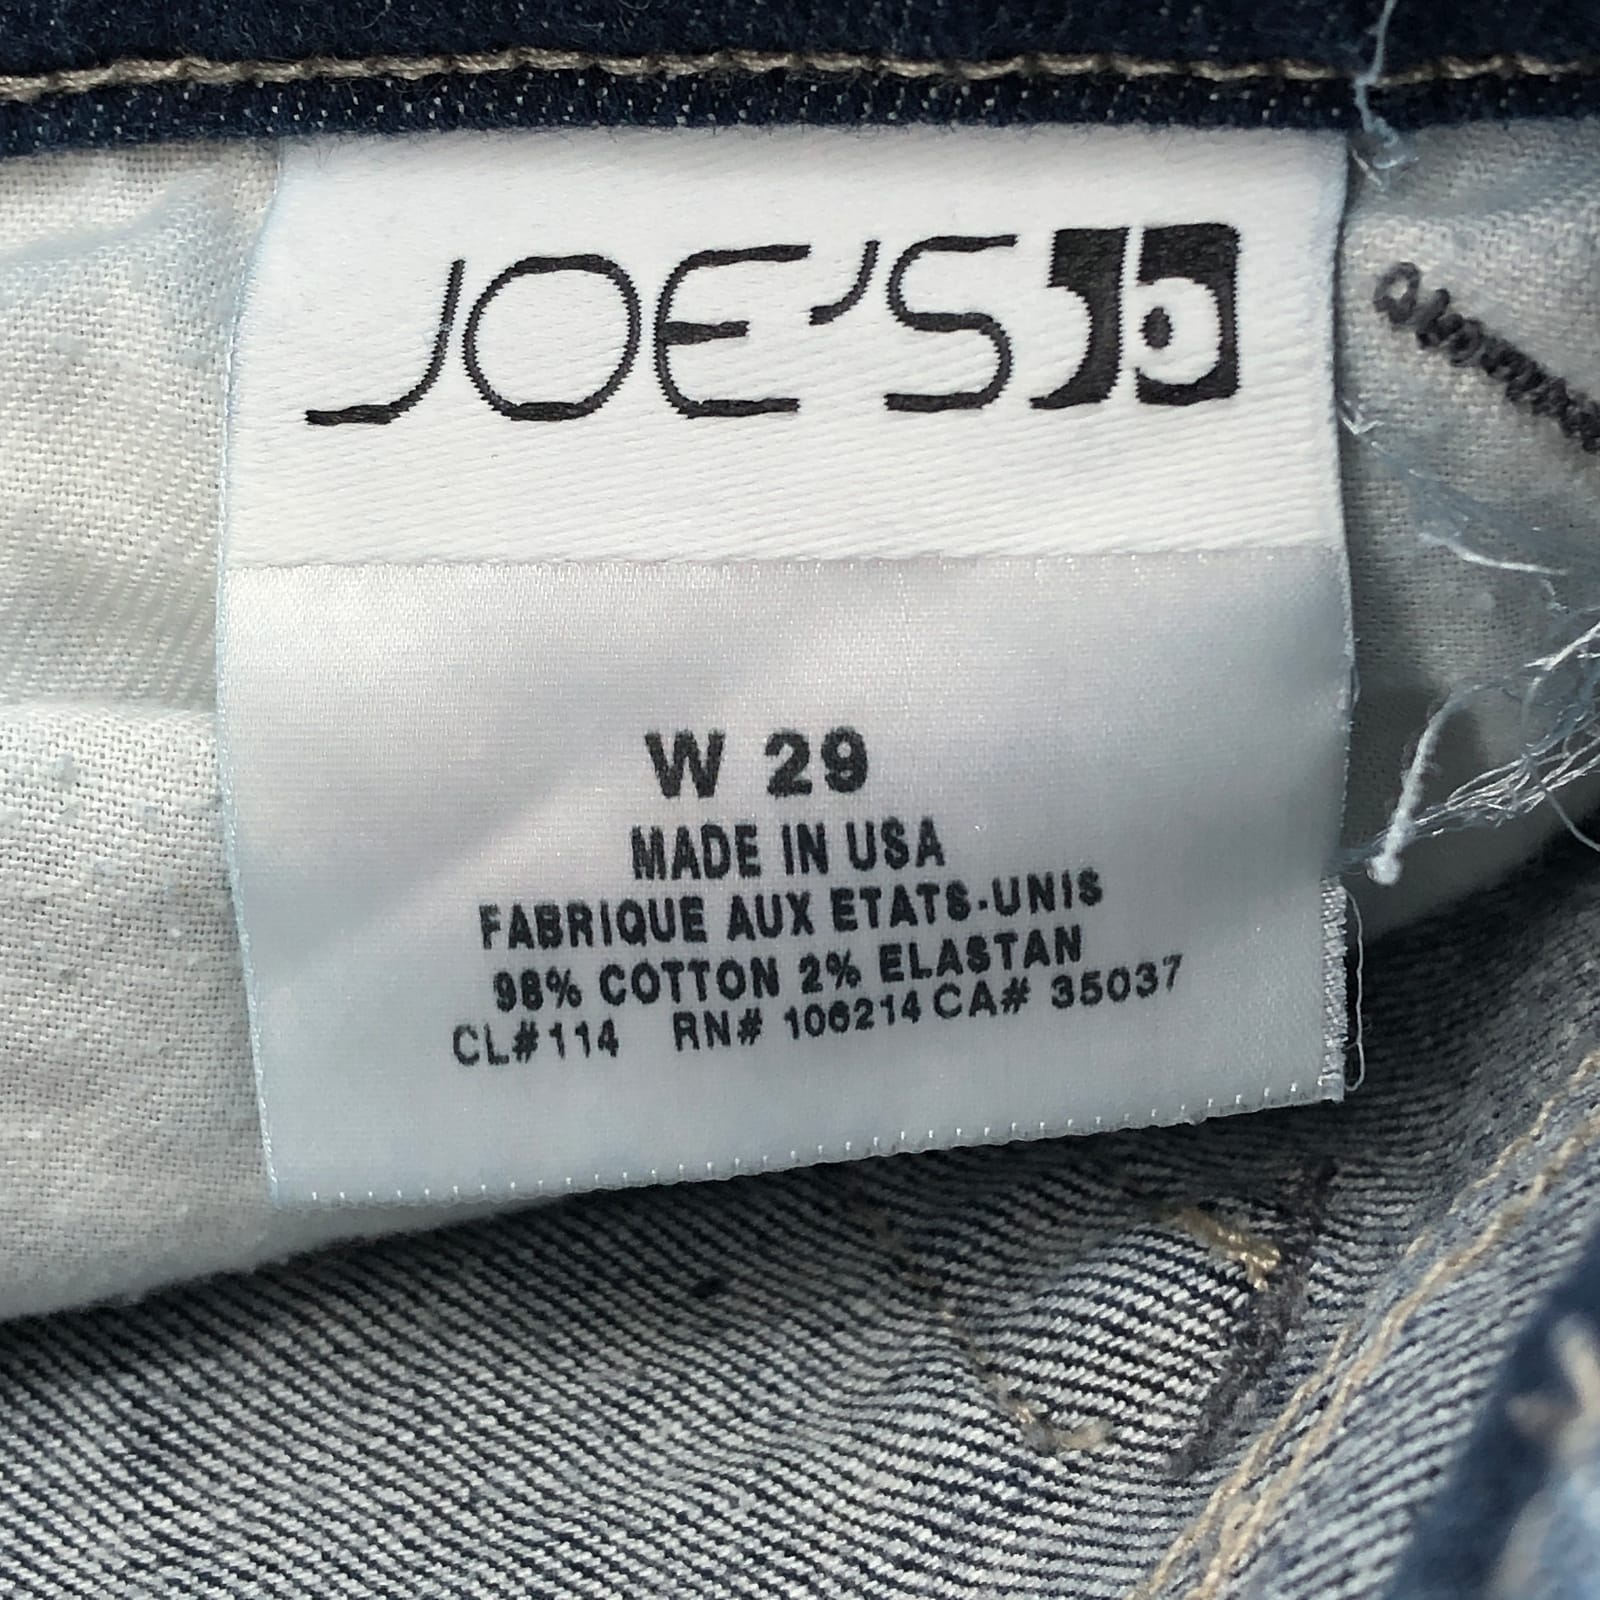 JOE'S
W 29
MADE IN USA
FABRIQUE AUX ETATS-UNIS
98% COTTON 2% ELASTAN
CL#114 RN# 106214 CA# 35037